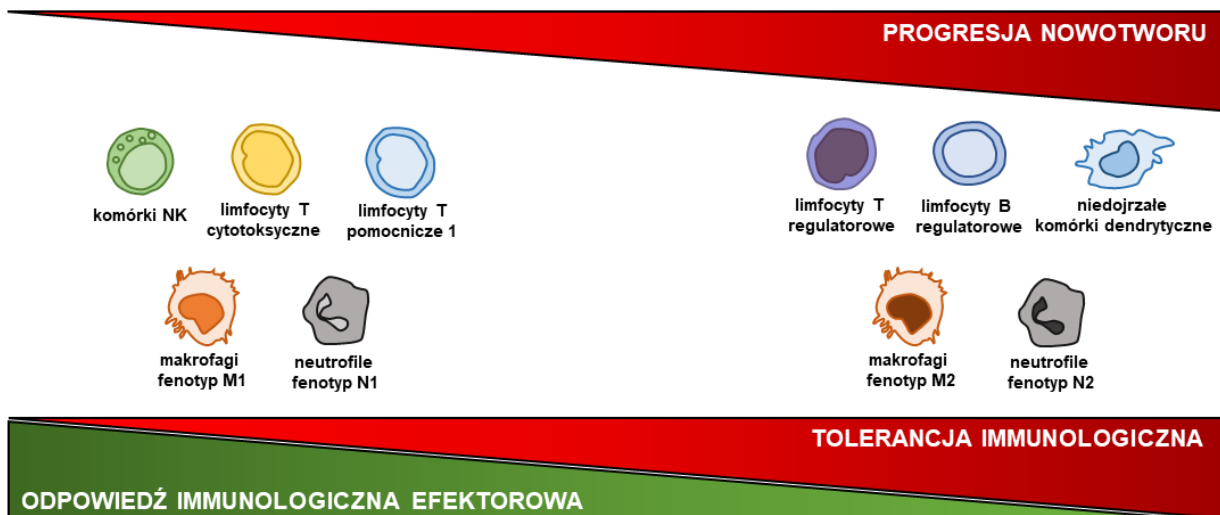 PROGRESJA NOWOTWORU
komórki NK
limfocyty T
cytotoksyczne
limfocyty T
pomocnicze 1
limfocyty T
regulatorowe
limfocyty B
regulatorowe
niedojrzałe
komórki dendrytyczne
makrofagi
fenotyp M1
neutrofile
fenotyp N1
makrofagi
fenotyp M2
neutrofile
fenotyp N2
TOLERANCJA IMMUNOLOGICZNA
ODPOWIEDŹ IMMUNOLOGICZNA EFEKTOROWA